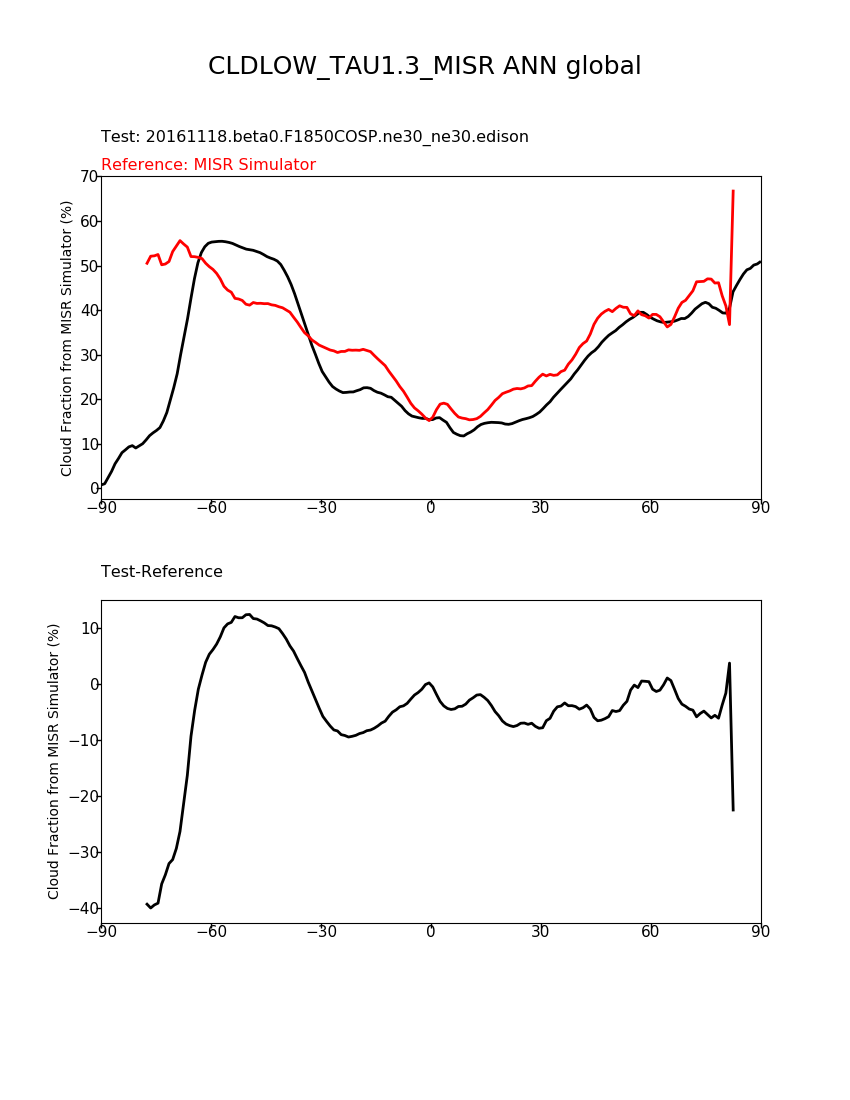 CLDLOW_TAU1.3_MISR ANN global
Test: 20161118.beta0.F1850COSP.ne30_ne30.edison
Reference: MISR Simulator
Cloud Fraction from MISR Simulator (%)
70
60
50
40
30
20
10
0
−90 −60 −30 0 30 60 90
Test-Reference
Cloud Fraction from MISR Simulator (%)
10
0
−10
−20
−30
−40
−90 −60 −30 0 30 60 90